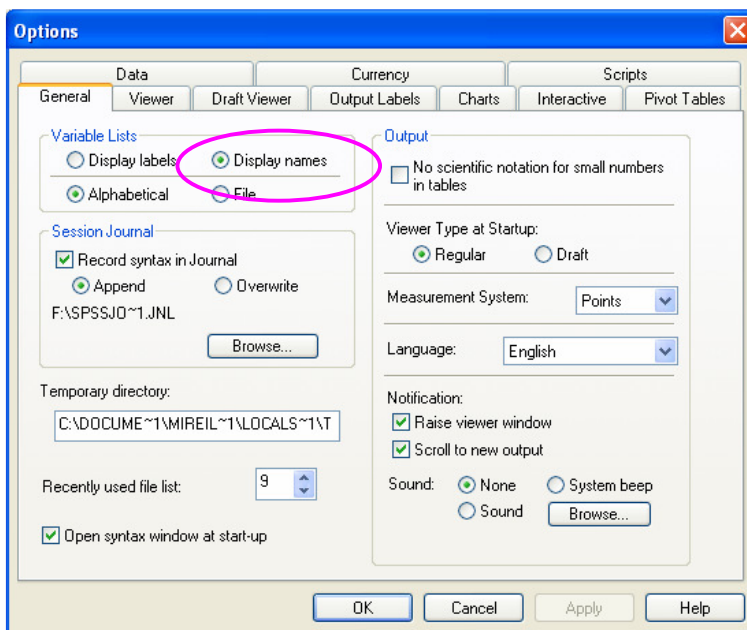 Options
Data
Currency
Scripts
General
Viewer
Draft Viewer
Output Labels
Charts
Interactive
Pivot Tables
Variable Lists
Display labels
Display names
Alphabetical
File
Session Journal
Record syntax in Journal
Append
Overwrite
F:\SPSSJO~1.JNL
Browse...
Temporary directory:
C:\DOCUME~1\MIREIL~1\LOCALS~1\T
Recently used file list:
9
Open syntax window at start-up
Output
No scientific notation for small numbers
in tables
Viewer Type at Startup:
Regular
Draft
Measurement System:
Points
Language:
English
Notification:
Raise viewer window
Scroll to new output
Sound:
None
System beep
Sound
Browse...
OK
Cancel
Apply
Help